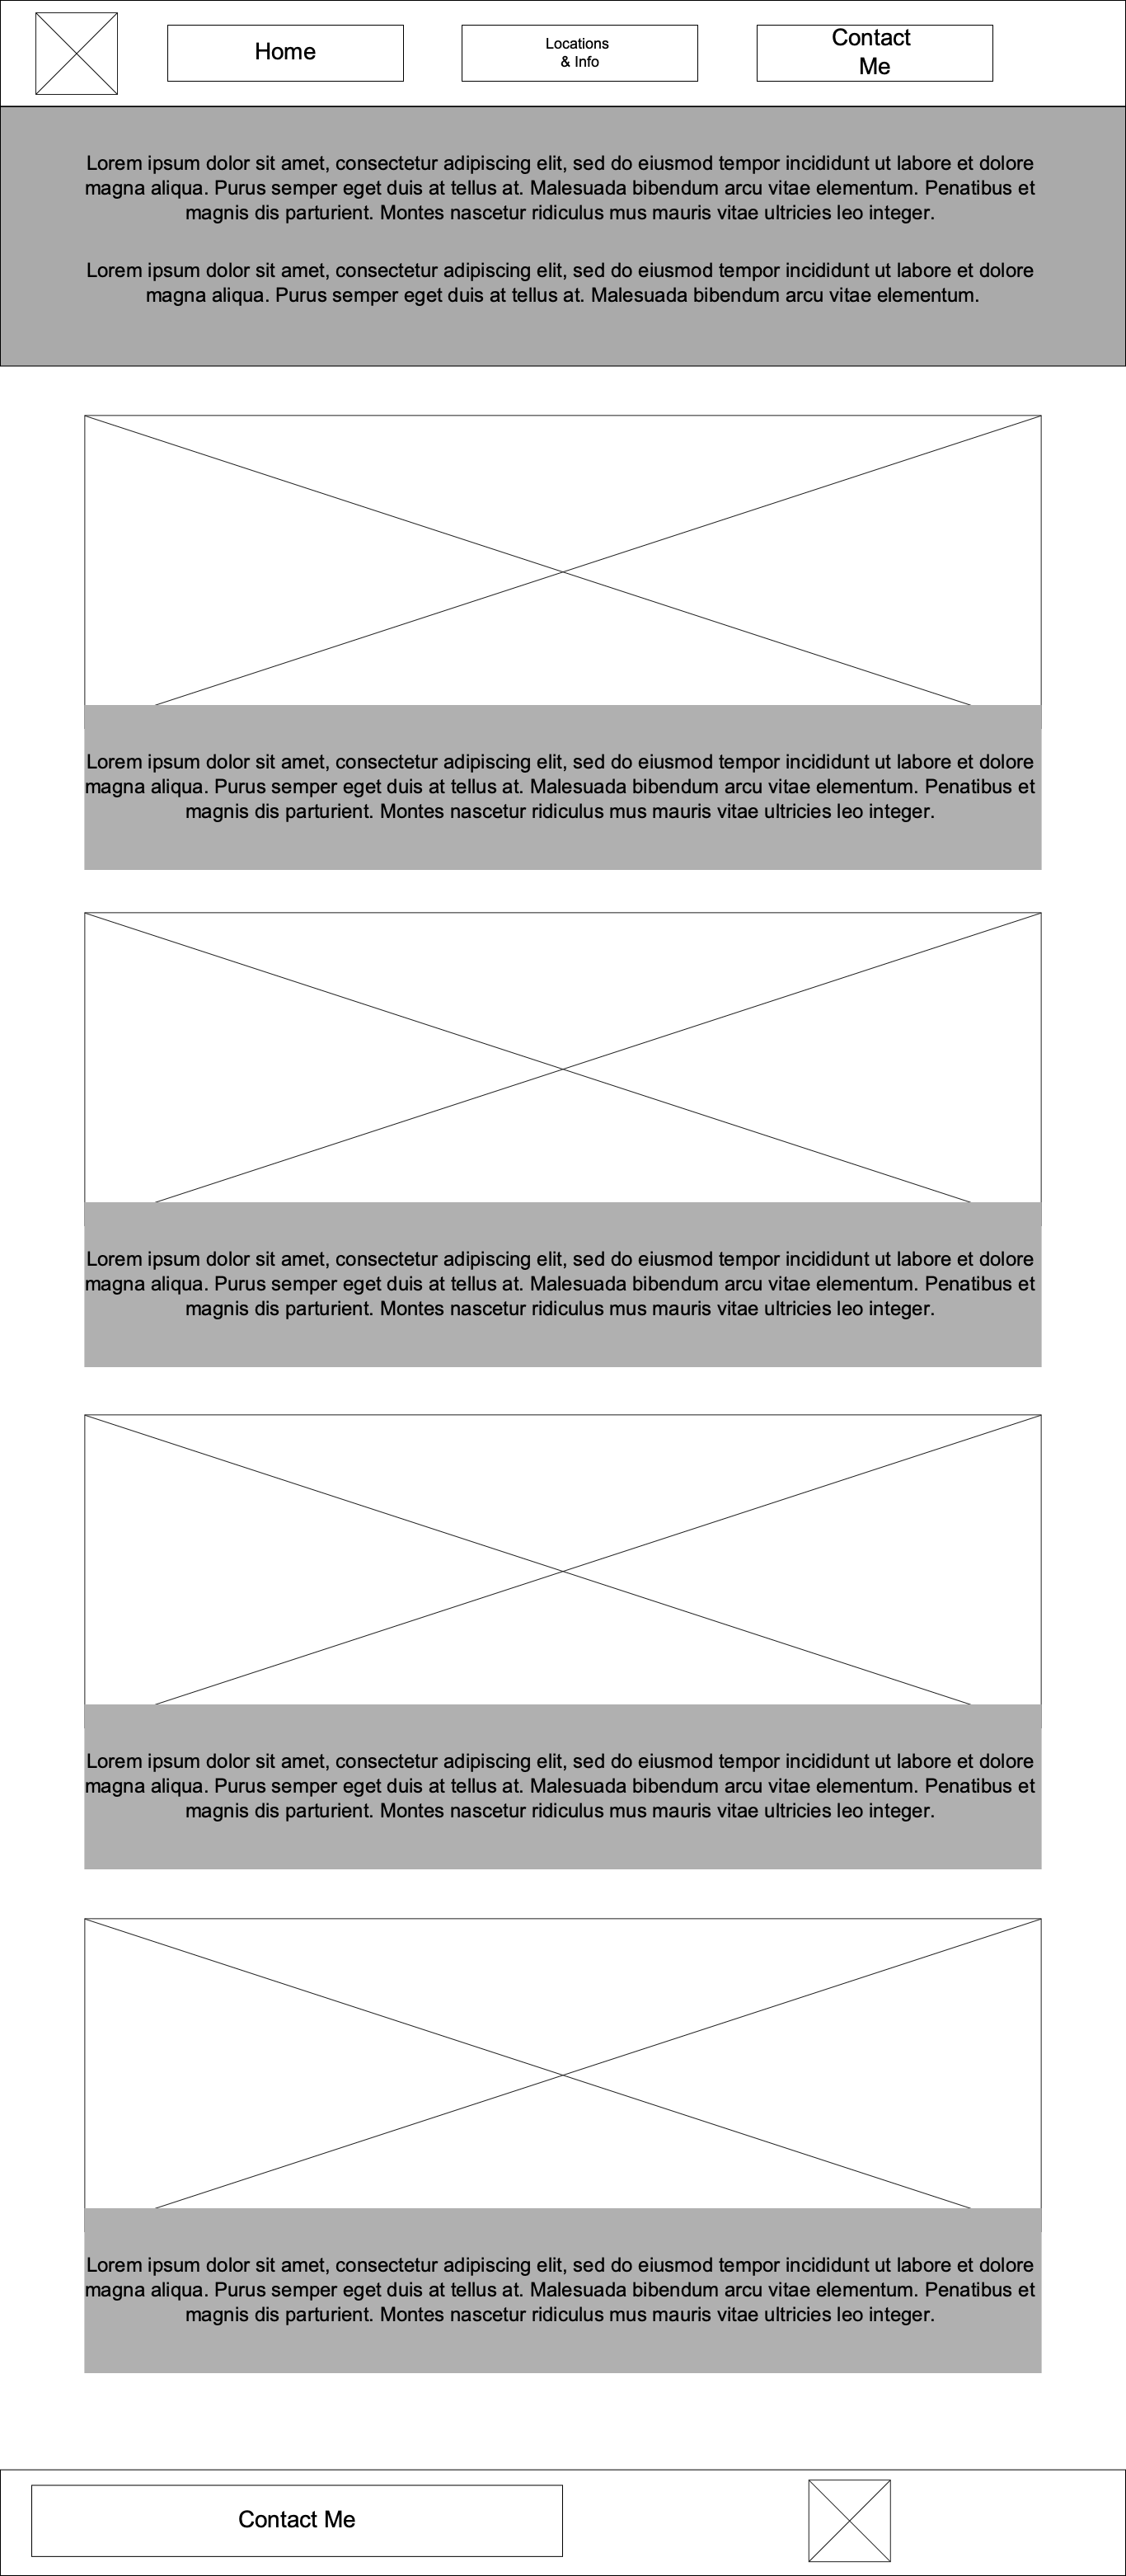 Home
Locations
& Info
Contact
Me
Lorem ipsum dolor sit amet, consectetur adipiscing elit, sed do eiusmod tempor incididunt ut labore et dolore
magna aliqua. Purus semper eget duis at tellus at. Malesuada bibendum arcu vitae elementum. Penatibus et
magnis dis parturient. Montes nascetur ridiculus mus mauris vitae ultricies leo integer.
Lorem ipsum dolor sit amet, consectetur adipiscing elit, sed do eiusmod tempor incididunt ut labore et dolore
magna aliqua. Purus semper eget duis at tellus at. Malesuada bibendum arcu vitae elementum.
Lorem ipsum dolor sit amet, consectetur adipiscing elit, sed do eiusmod tempor incididunt ut labore et dolore
magna aliqua. Purus semper eget duis at tellus at. Malesuada bibendum arcu vitae elementum. Penatibus et
magnis dis parturient. Montes nascetur ridiculus mus mauris vitae ultricies leo integer.
Lorem ipsum dolor sit amet, consectetur adipiscing elit, sed do eiusmod tempor incididunt ut labore et dolore
magna aliqua. Purus semper eget duis at tellus at. Malesuada bibendum arcu vitae elementum. Penatibus et
magnis dis parturient. Montes nascetur ridiculus mus mauris vitae ultricies leo integer.
Lorem ipsum dolor sit amet, consectetur adipiscing elit, sed do eiusmod tempor incididunt ut labore et dolore
magna aliqua. Purus semper eget duis at tellus at. Malesuada bibendum arcu vitae elementum. Penatibus et
magnis dis parturient. Montes nascetur ridiculus mus mauris vitae ultricies leo integer.
Lorem ipsum dolor sit amet, consectetur adipiscing elit, sed do eiusmod tempor incididunt ut labore et dolore
magna aliqua. Purus semper eget duis at tellus at. Malesuada bibendum arcu vitae elementum. Penatibus et
magnis dis parturient. Montes nascetur ridiculus mus mauris vitae ultricies leo integer.
Contact Me